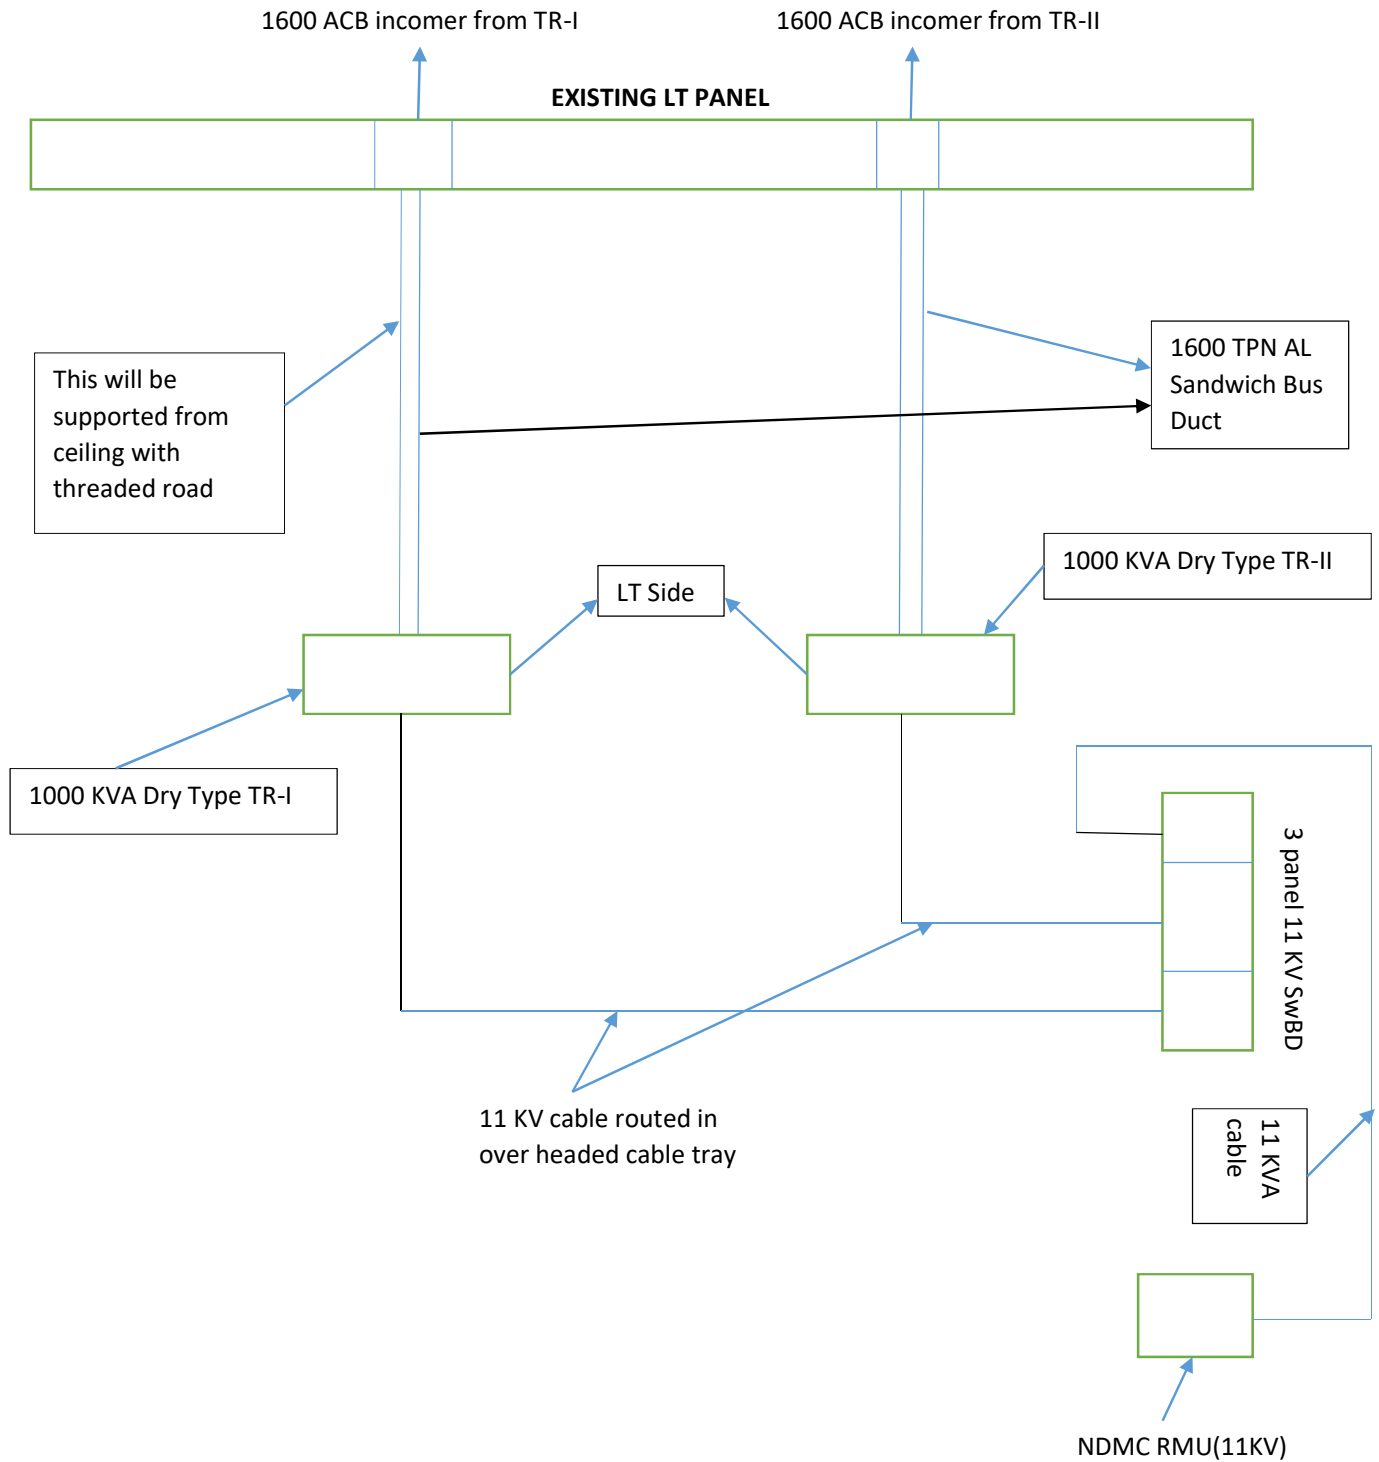 1600 ACB incomer from TR-I
1600 ACB incomer from TR-II
EXISTING LT PANEL
1600 TPN AL
Sandwich Bus
Duct
This will be
supported from
ceiling with
threaded road
1000 KVA Dry Type TR-II
LT Side
1000 KVA Dry Type TR-I
3 panel 11 KV SwBD
11 KV cable routed in
over headed cable tray
11 KVA
cable
NDMC RMU(11KV)